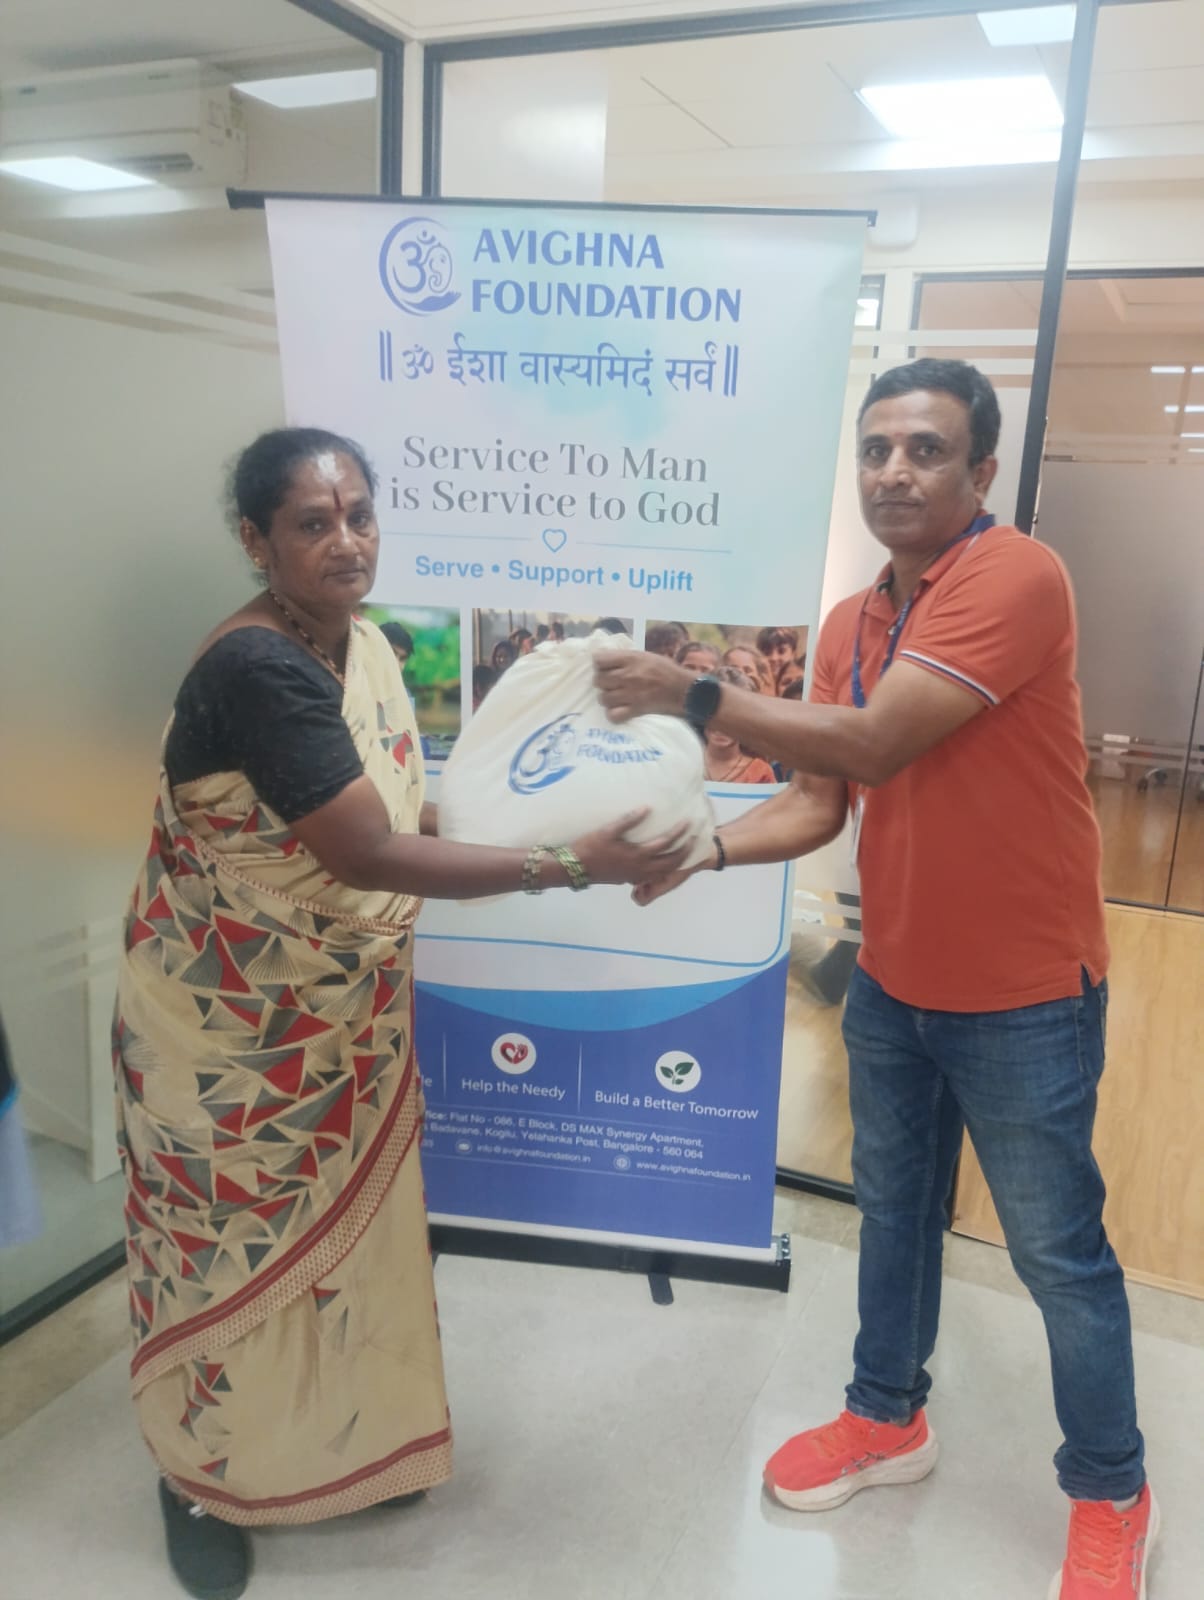 AVIGHNA
FOUNDATION
॥ ॐ ईशा वास्यमिदं सर्वं ॥
Service To Man
is Service to God
Serve • Support • Uplift
FOUNDATION
Help the Needy
Build a Better Tomorrow
Flat No - 086, E Block, DS MAX Synergy Apartment,
Badavane, Kogilu, Yelahanka Post, Bangalore - 560 064
info@avighnafoundation.in
www.avighnafoundation.in